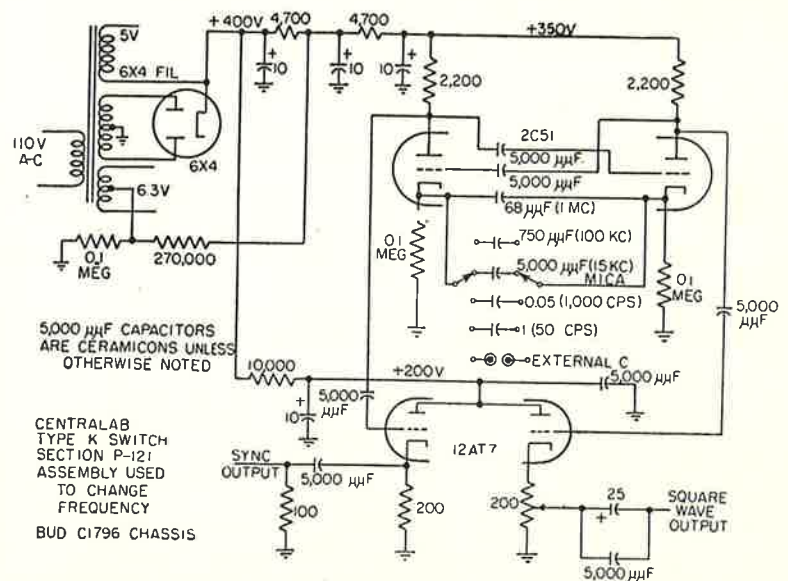 5V
6X4 FIL
110V
A-C
6X4
6.3V
0.1
MEG
270,000
+400V
4,700
4,700
+350V
+
10
+
10
+
10
2,200
2,200
2C51
5,000 μμF.
5,000 μμF
68 μμF (1 MC)
750 μμF (100 KC)
5,000 μμF (15 KC)
MICA
0.05 (1,000 CPS)
1 (50 CPS)
EXTERNAL C
0.1
MEG
0.1
MEG
5,000
μμF
5,000 μμF CAPACITORS
ARE CERAMICONS UNLESS
OTHERWISE NOTED
10,000
+200V
+
10
5,000
μμF
5,000 μμF
CENTRALAB
TYPE K SWITCH
SECTION P-121
ASSEMBLY USED
TO CHANGE
FREQUENCY
BUD C1796 CHASSIS
SYNC
OUTPUT
5,000 μμF
12AT7
100
200
200
25
+
SQUARE
WAVE
OUTPUT
5,000 μμF